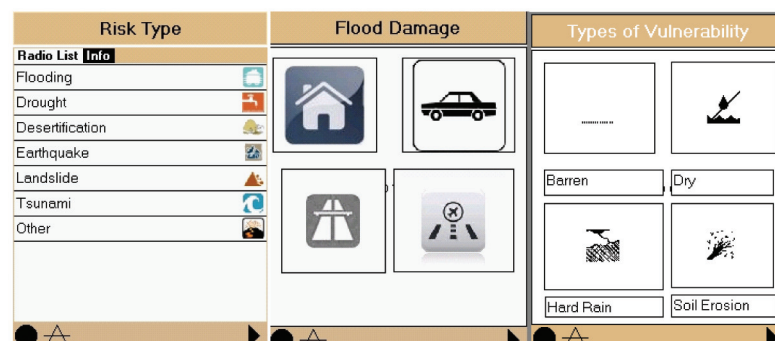 Risk Type
Radio List Info
Flooding
Drought
Desertification
Earthquake
Landslide
Tsunami
Other
Flood Damage
Types of Vulnerability
Barren
Dry
Hard Rain
Soil Erosion